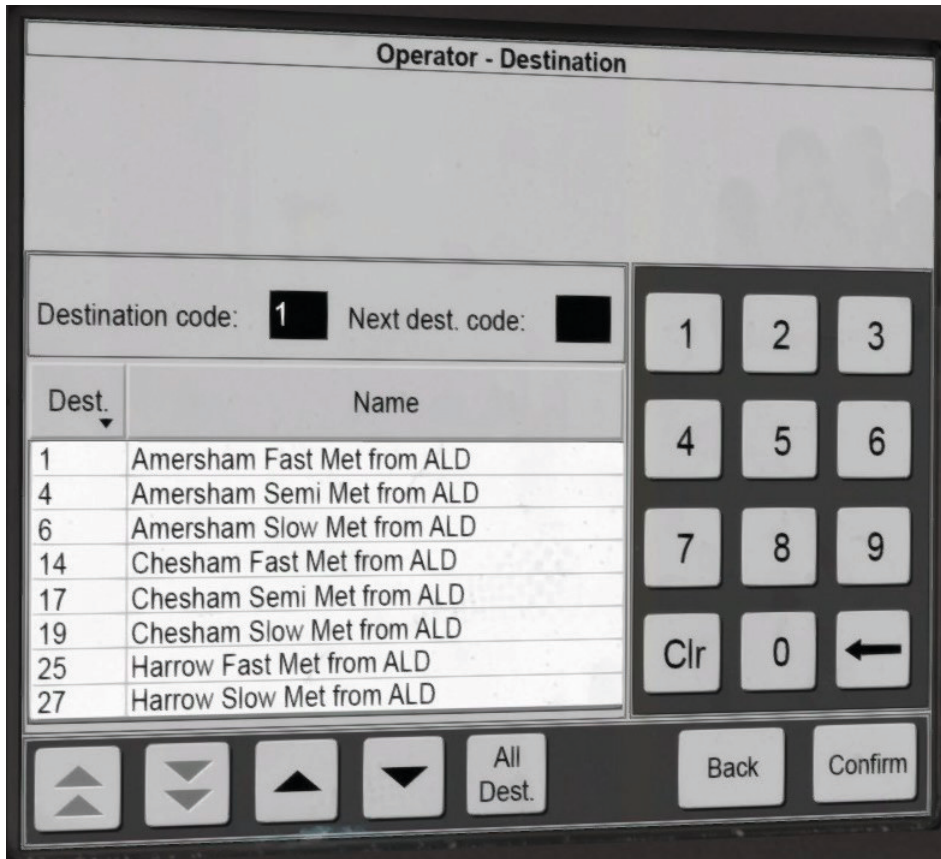 Operator - Destination
Destination code: 1 Next dest. code:
Dest. Name
1 Amersham Fast Met from ALD
4 Amersham Semi Met from ALD
6 Amersham Slow Met from ALD
14 Chesham Fast Met from ALD
17 Chesham Semi Met from ALD
19 Chesham Slow Met from ALD
25 Harrow Fast Met from ALD
27 Harrow Slow Met from ALD
1 2 3
4 5 6
7 8 9
Clr 0
All
Dest.
Back Confirm